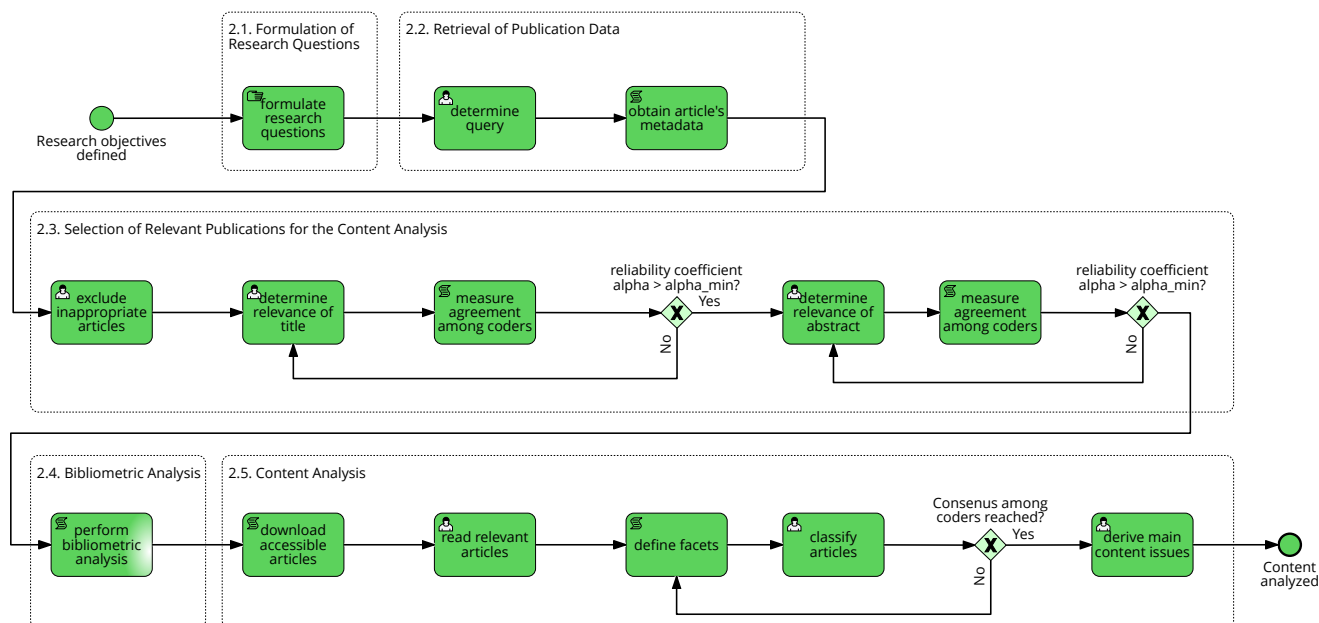 2.1. Formulation of
Research Questions
2.2. Retrieval of Publication Data
formulate
research
questions
determine
query
obtain article's
metadata
Research objectives
defined
2.3. Selection of Relevant Publications for the Content Analysis
exclude
inappropriate
articles
determine
relevance of
title
measure
agreement
among coders
reliability coefficient
alpha > alpha_min?
Yes
No
determine
relevance of
abstract
measure
agreement
among coders
reliability coefficient
alpha > alpha_min?
No
2.4. Bibliometric Analysis
perform
bibliometric
analysis
2.5. Content Analysis
download
accessible
articles
read relevant
articles
define facets
classify
articles
Consenus among
coders reached?
Yes
No
derive main
content issues
Content
analyzed